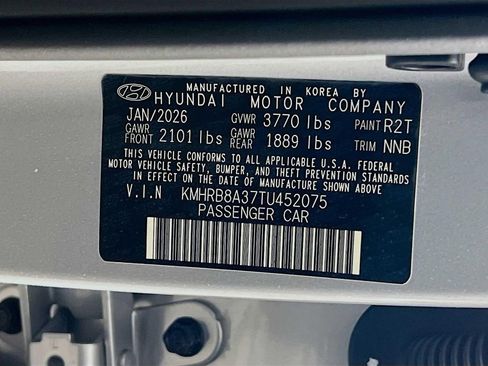 MANUFACTURED IN KOREA BY
HYUNDAI MOTOR COMPANY
JAN/2026 GVWR 3770 lbs PAINT R2T
GAWR FRONT 2101 lbs GAWR REAR 1889 lbs TRIM NNB
THIS VEHICLE CONFORMS TO ALL APPLICABLE U.S.A. FEDERAL
MOTOR VEHICLE SAFETY, BUMPER, AND THEFT PREVENTION STANDARDS
IN EFFECT ON THE DATE OF MANUFACTURE SHOWN ABOVE.
V.I.N KMHRB8A37TU452075
PASSENGER CAR
L